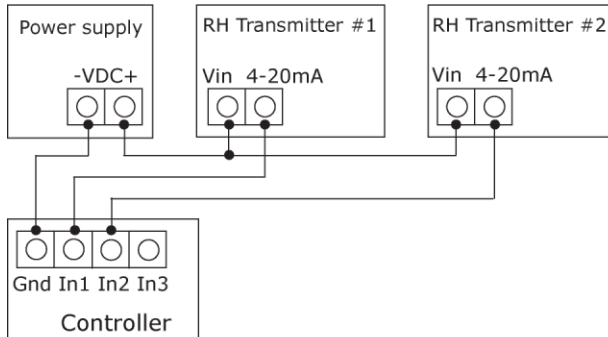 Power supply
-VDC+
RH Transmitter #1
Vin 4-20mA
RH Transmitter #2
Vin 4-20mA
Gnd In1 In2 In3
Controller